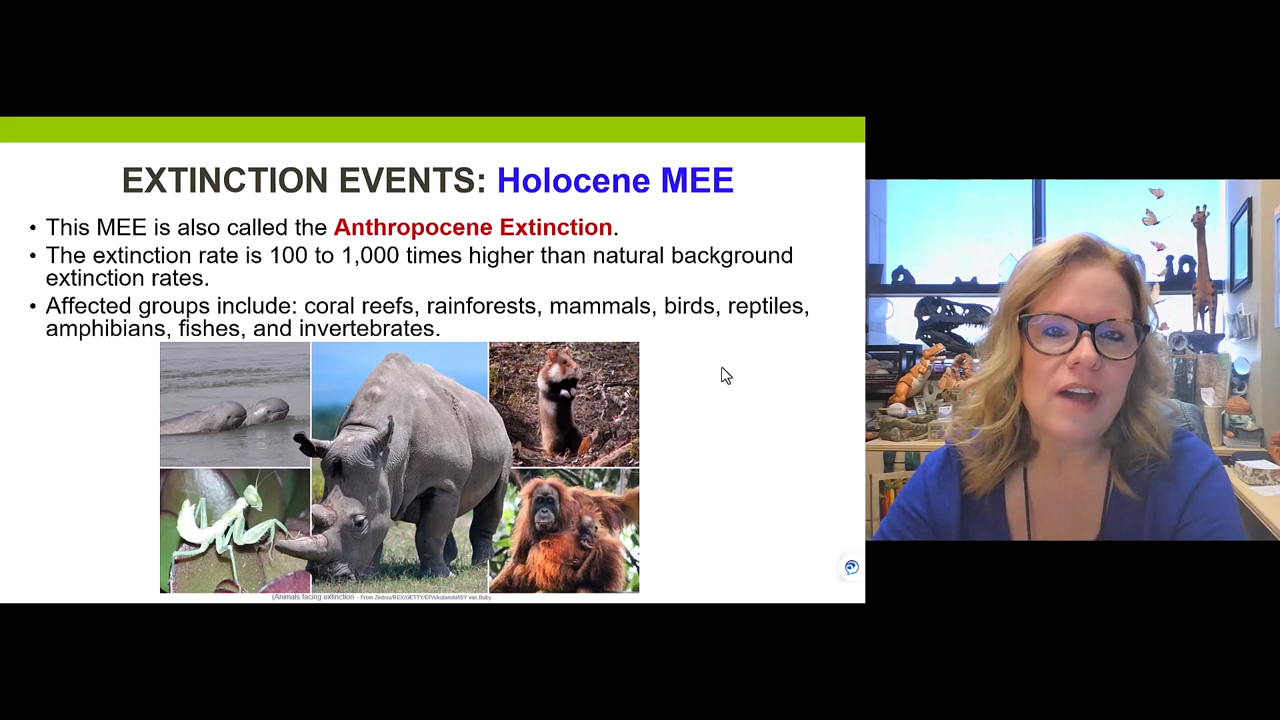 EXTINCTION EVENTS: Holocene MEE
• This MEE is also called the Anthropocene Extinction.
• The extinction rate is 100 to 1,000 times higher than natural background
extinction rates.
• Affected groups include: coral reefs, rainforests, mammals, birds, reptiles,
amphibians, fishes, and invertebrates.
(Animals facing extinction - From